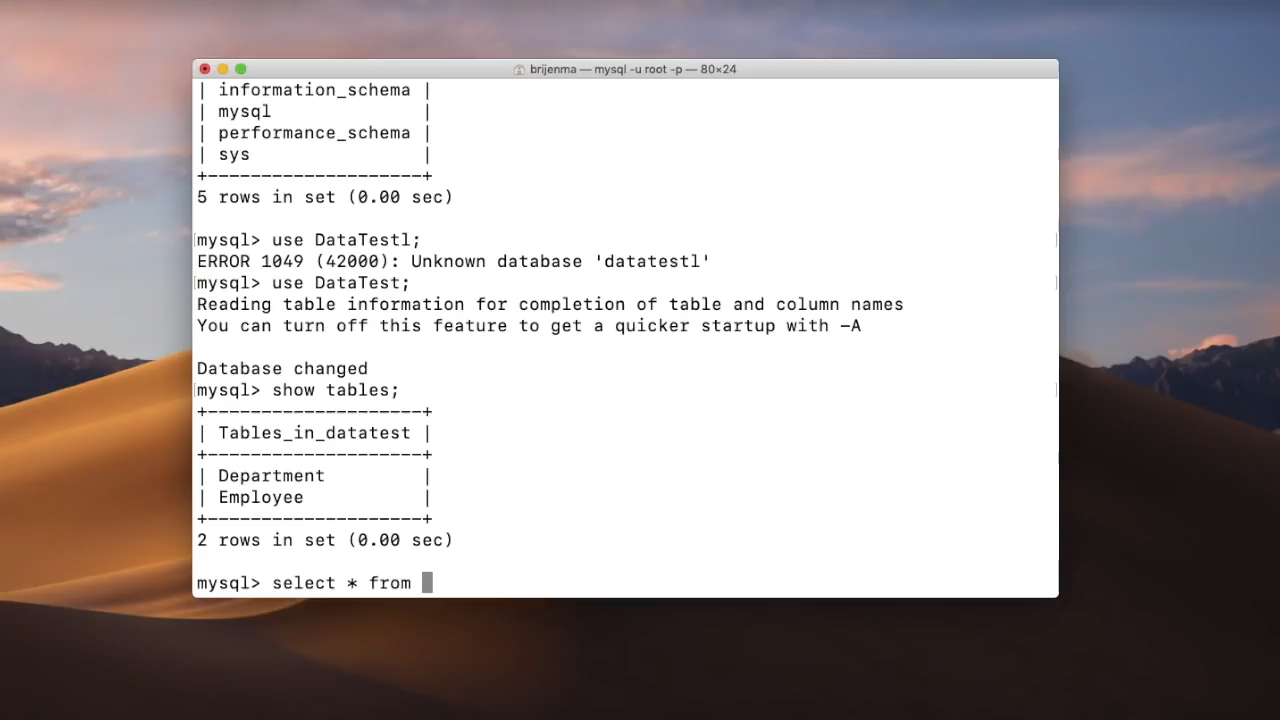 brijenma — mysql -u root -p — 80×24
| information_schema |
| mysql              |
| performance_schema |
| sys                |
+--------------------+
5 rows in set (0.00 sec)
mysql> use DataTestl;
ERROR 1049 (42000): Unknown database 'datatestl'
mysql> use DataTest;
Reading table information for completion of table and column names
You can turn off this feature to get a quicker startup with -A
Database changed
mysql> show tables;
+--------------------+
| Tables_in_datatest |
+--------------------+
| Department         |
| Employee           |
+--------------------+
2 rows in set (0.00 sec)
mysql> select * from